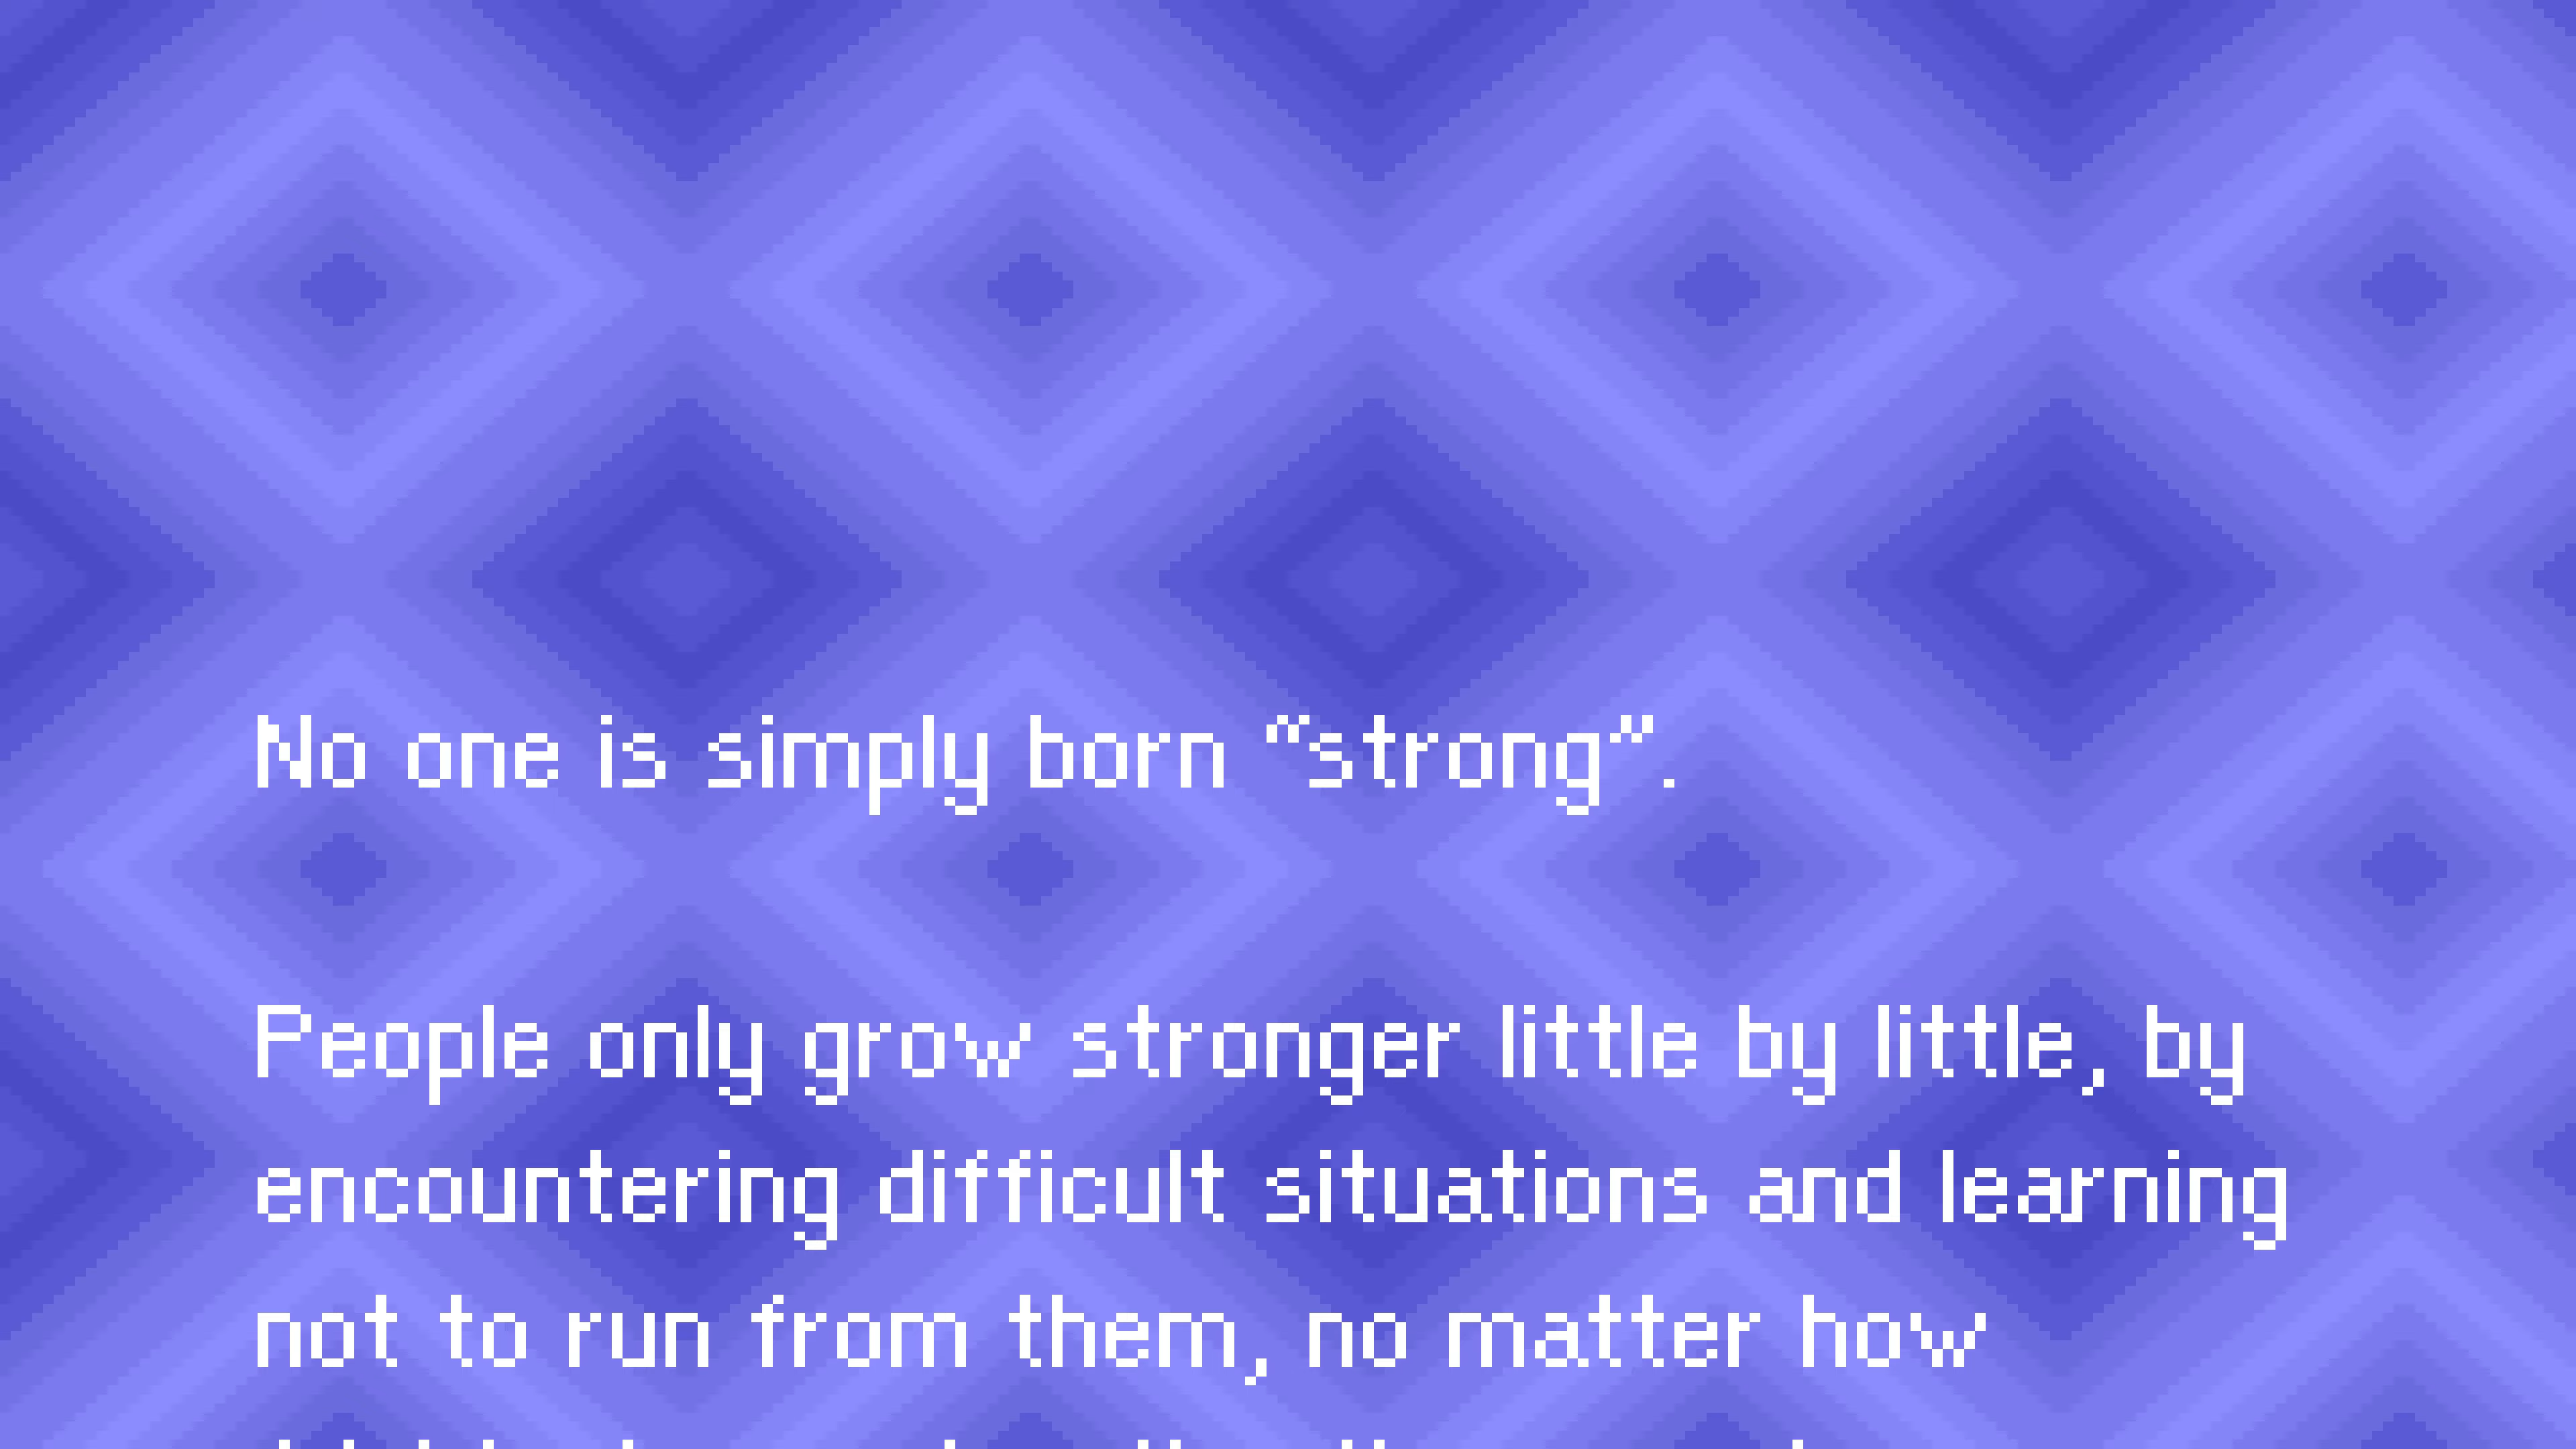 No one is simply born “strong”.
People only grow stronger little by little, by
encountering difficult situations and learning
not to run from them, no matter how